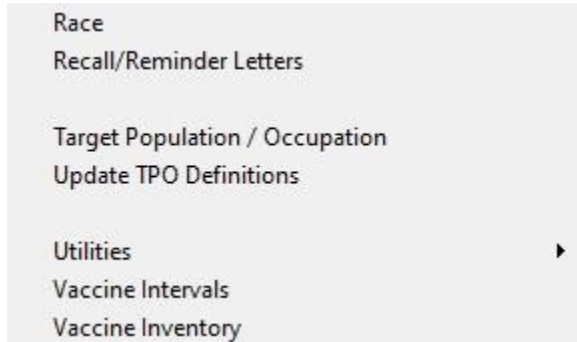 Race
Recall/Reminder Letters
Target Population / Occupation
Update TPO Definitions
Utilities
Vaccine Intervals
Vaccine Inventory